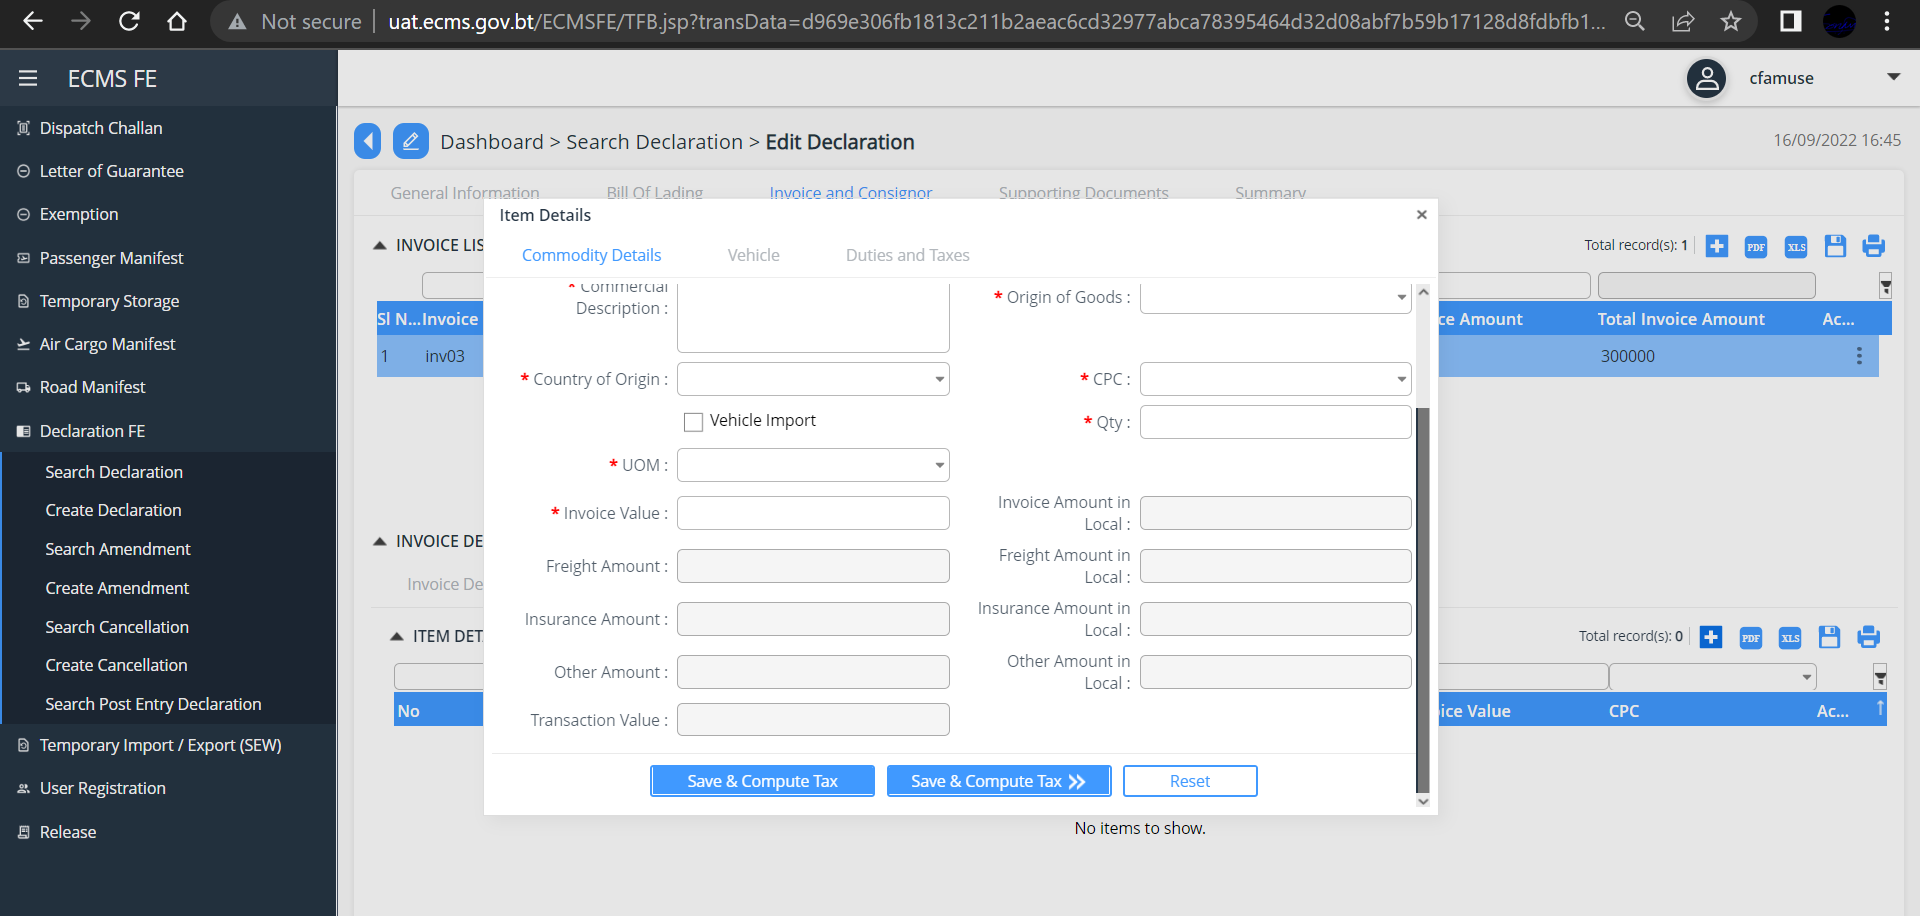 Not secure
uat.ecms.gov.bt/ECMSFE/TFB.jsp?transData=d969e306fb1813c211b2aeac6cd32977abca78395464d32d08abf7b59b17128d8fdbfb1...
ECMS FE
cfamuse
Dispatch Challan
Letter of Guarantee
Exemption
Passenger Manifest
Temporary Storage
Air Cargo Manifest
Road Manifest
Declaration FE
Search Declaration
Create Declaration
Search Amendment
Create Amendment
Search Cancellation
Create Cancellation
Search Post Entry Declaration
Temporary Import / Export (SEW)
User Registration
Release
Dashboard > Search Declaration > Edit Declaration
16/09/2022 16:45
General Information Bill Of Lading Invoice and Consignor Supporting Documents Summary
INVOICE LIS
Total record(s): 1
PDF XLS
Sl N... Invoice
ce Amount Total Invoice Amount Ac...
1 inv03
300000
INVOICE DE
Invoice De
ITEM DET
Total record(s): 0
PDF XLS
No
oice Value CPC Ac...
No items to show.
Item Details
×
Commodity Details Vehicle Duties and Taxes
* Commercial
Description :
* Origin of Goods :
* Country of Origin :
* CPC :
Vehicle Import
* Qty :
* UOM :
* Invoice Value :
Invoice Amount in
Local :
Freight Amount :
Freight Amount in
Local :
Insurance Amount :
Insurance Amount in
Local :
Other Amount :
Other Amount in
Local :
Transaction Value :
Save & Compute Tax
Save & Compute Tax
Reset